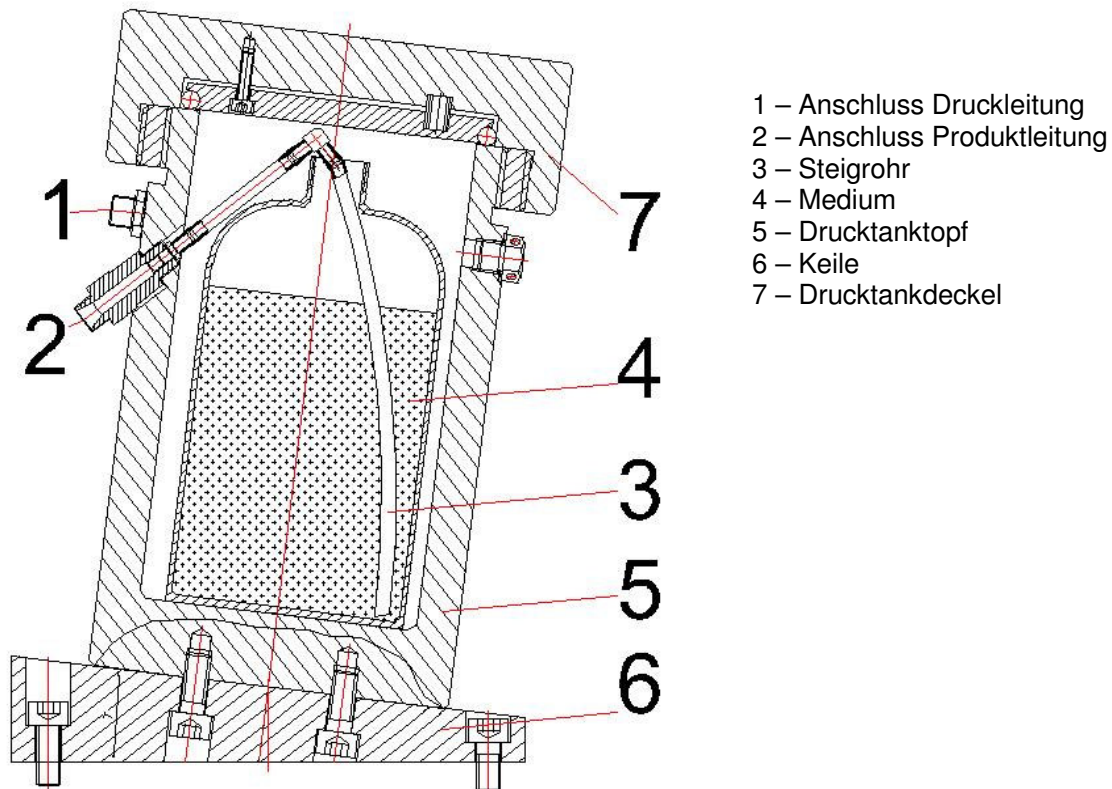 1 – Anschluss Druckleitung
2 – Anschluss Produktleitung
3 – Steigrohr
4 – Medium
5 – Drucktanktopf
6 – Keile
7 – Drucktankdeckel
1
2
7
4
3
5
6